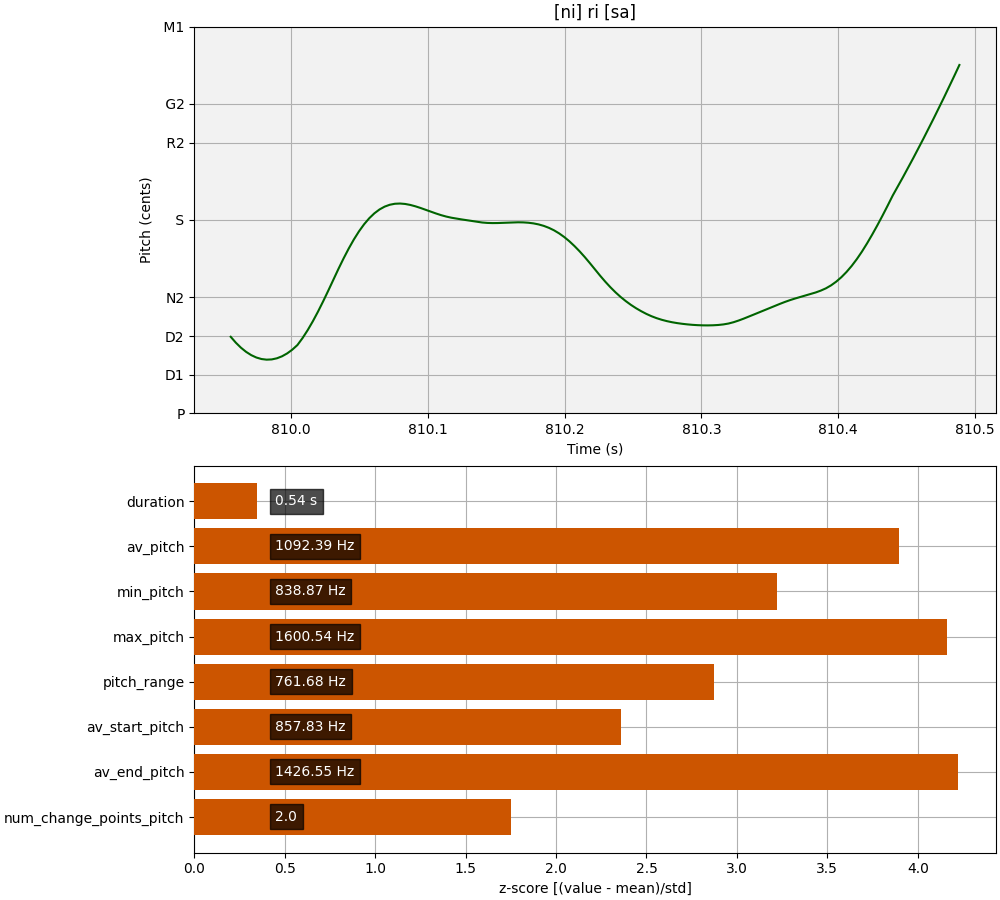 [ni] ri [sa]
M1
G2
R2
S
N2
D2
D1
P
Pitch (cents)
810.0 810.1 810.2 810.3 810.4 810.5
Time (s)
duration 0.54 s
av_pitch 1092.39 Hz
min_pitch 838.87 Hz
max_pitch 1600.54 Hz
pitch_range 761.68 Hz
av_start_pitch 857.83 Hz
av_end_pitch 1426.55 Hz
num_change_points_pitch 2.0
0.0 0.5 1.0 1.5 2.0 2.5 3.0 3.5 4.0
z-score [(value - mean)/std]